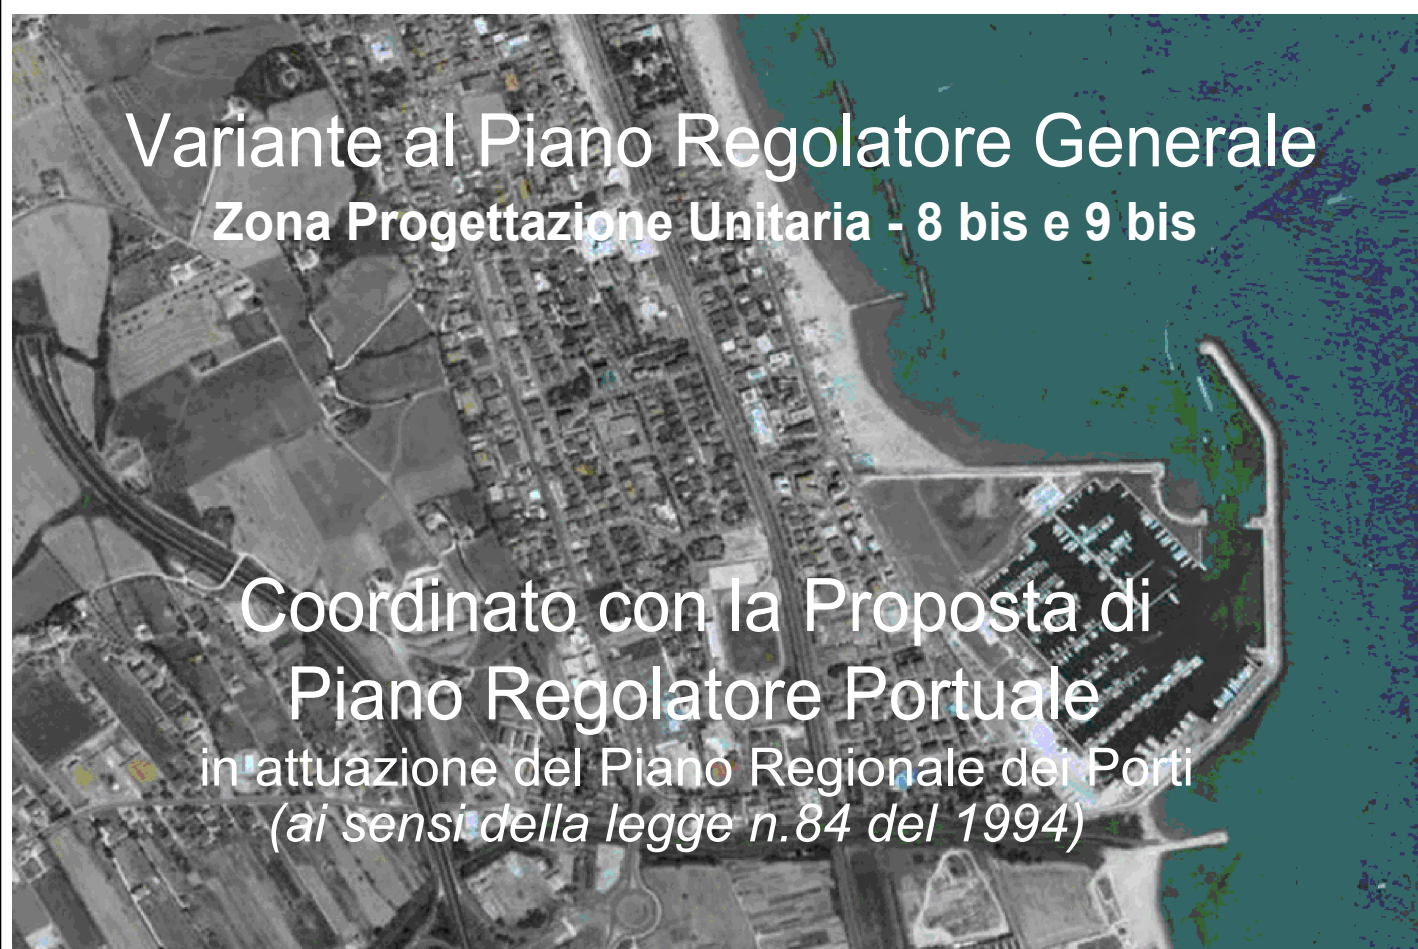 Variante al Piano Regolatore Generale
Zona Progettazione Unitaria - 8 bis e 9 bis
Coordinato con la Proposta di
Piano Regolatore Portuale
in attuazione del Piano Regionale dei Porti
(ai sensi della legge n.84 del 1994)